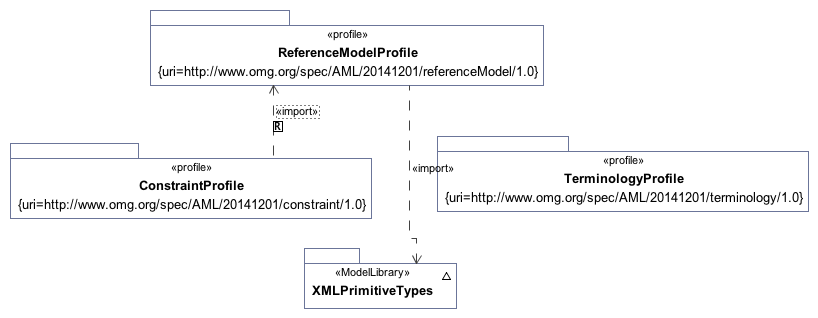 «profile»
ReferenceModelProfile
{uri=http://www.omg.org/spec/AML/20141201/referenceModel/1.0}
«import»
R
«profile»
ConstraintProfile
{uri=http://www.omg.org/spec/AML/20141201/constraint/1.0}
«import»
«profile»
TerminologyProfile
{uri=http://www.omg.org/spec/AML/20141201/terminology/1.0}
«ModelLibrary»
XMLPrimitiveTypes